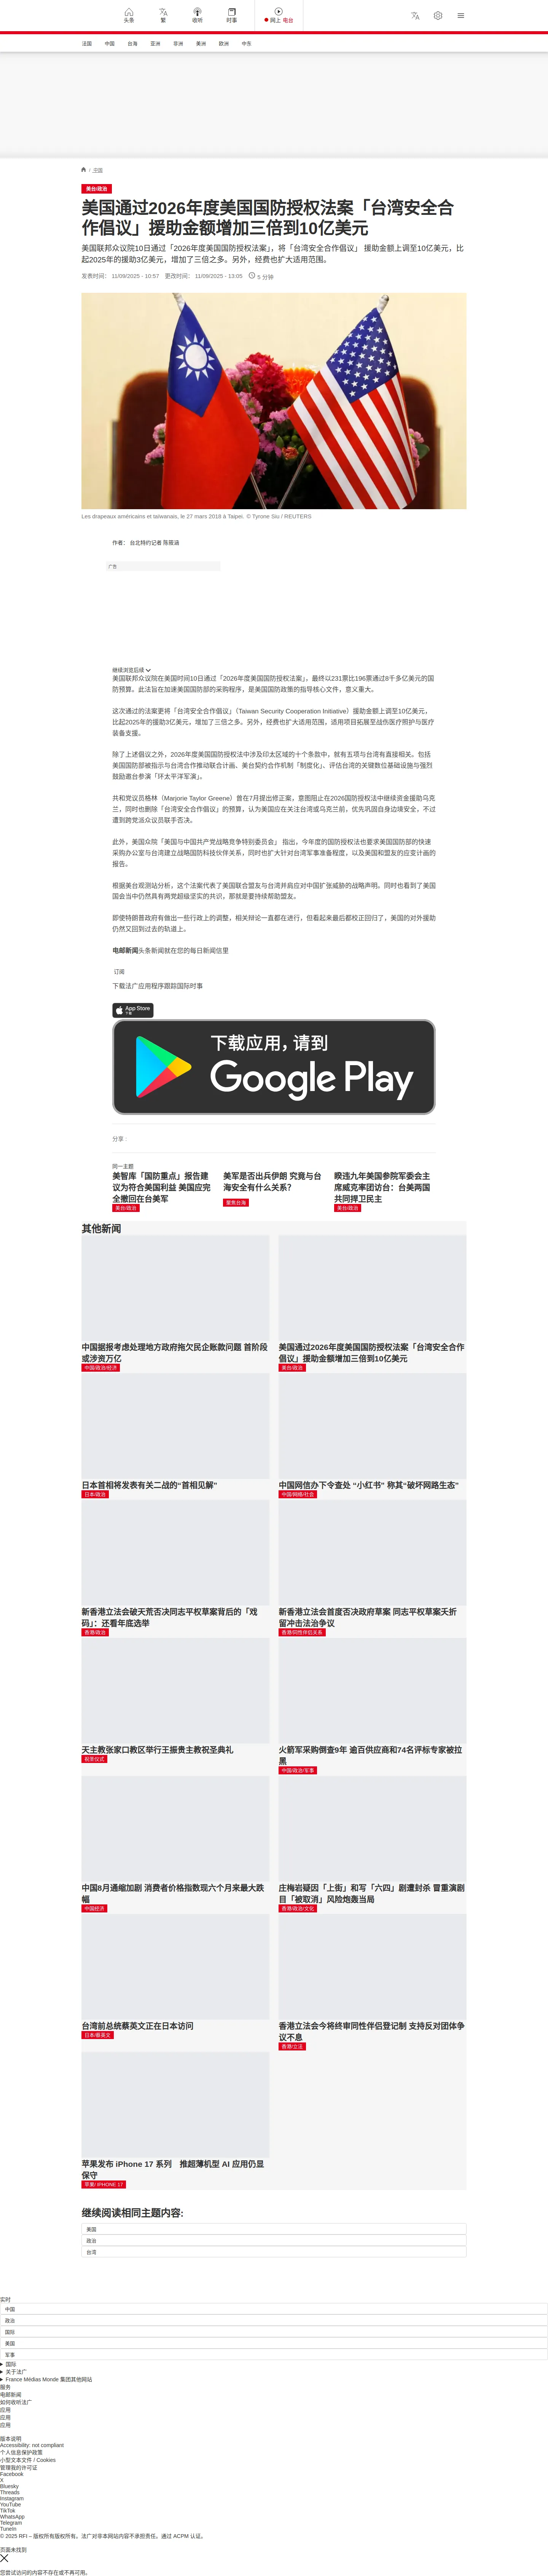 头条
繁
收听
时事
网上 电台
法国
中国
台海
亚洲
非洲
美洲
欧洲
中东
/ 中国
美台/政治
美国通过2026年度美国国防授权法案「台湾安全合
作倡议」援助金额增加三倍到10亿美元
美国联邦众议院10日通过「2026年度美国国防授权法案」，将「台湾安全合作倡议」 援助金额上调至10亿美元，比
起2025年的援助3亿美元，增加了三倍之多。另外，经费也扩大适用范围。
发表时间： 11/09/2025 - 10:57 更改时间： 11/09/2025 - 13:05 5 分钟
Les drapeaux américains et taïwanais, le 27 mars 2018 à Taipei. © Tyrone Siu / REUTERS
作者： 台北特约记者 陈雁涵
广告
继续浏览后续
美国联邦众议院在美国时间10日通过「2026年度美国国防授权法案」，最终以231票比196票通过8千多亿美元的国
防预算。此法旨在加速美国国防部的采购程序，是美国国防政策的指导核心文件，意义重大。
这次通过的法案更将「台湾安全合作倡议」（Taiwan Security Cooperation Initiative）援助金额上调至10亿美元，
比起2025年的援助3亿美元，增加了三倍之多。另外，经费也扩大适用范围，适用项目拓展至战伤医疗照护与医疗
装备支援。
除了上述倡议之外，2026年度美国国防授权法中涉及印太区域的十个条款中，就有五项与台湾有直接相关。包括
美国国防部被指示与台湾合作推动联合计画、美台契约合作机制「制度化」、评估台湾的关键数位基础设施与强烈
鼓励邀台参演「环太平洋军演」。
共和党议员格林（Marjorie Taylor Greene）曾在7月提出修正案，意图阻止在2026国防授权法中继续资金援助乌克
兰，同时也删除「台湾安全合作倡议」的预算，认为美国应在关注台湾或乌克兰前，优先巩固自身边境安全，不过
遭到跨党派众议员联手否决。
此外，美国众院「美国与中国共产党战略竞争特别委员会」 指出，今年度的国防授权法也要求美国国防部的快速
采购办公室与台湾建立战略国防科技伙伴关系，同时也扩大针对台湾军事准备程度，以及美国和盟友的应变计画的
报告。
根据美台观测站分析，这个法案代表了美国联合盟友与台湾并肩应对中国扩张威胁的战略声明。同时也看到了美国
国会当中仍然具有两党超级坚实的共识，那就是要持续帮助盟友。
即使特朗普政府有做出一些行政上的调整，相关辩论一直都在进行，但看起来最后都校正回归了，美国的对外援助
仍然又回到过去的轨道上。
电邮新闻头条新闻就在您的每日新闻信里
订阅
下载法广应用程序跟踪国际时事
App Store
下载
下载应用，请到
Google Play
分享 :
同一主题
美智库「国防重点」报告建
议为符合美国利益 美国应完
全撤回在台美军
美台/政治
美军是否出兵伊朗 究竟与台
海安全有什么关系？
聚焦台海
睽违九年美国参院军委会主
席威克率团访台：台美两国
共同捍卫民主
美台/政治
其他新闻
中国据报考虑处理地方政府拖欠民企账款问题 首阶段
或涉资万亿
中国/政治/经济
美国通过2026年度美国国防授权法案「台湾安全合作
倡议」援助金额增加三倍到10亿美元
美台/政治
日本首相将发表有关二战的“首相见解”
日本/政治
中国网信办下令查处 “小红书” 称其“破坏网路生态”
中国/网络/社会
新香港立法会破天荒否决同志平权草案背后的「戏
码」：还看年底选举
香港/政治
新香港立法会首度否决政府草案 同志平权草案夭折
留冲击法治争议
香港/同性伴侣关系
天主教张家口教区举行王振贵主教祝圣典礼
祝圣仪式
火箭军采购倒查9年 逾百供应商和74名评标专家被拉
黑
中国/政治/军事
中国8月通缩加剧 消费者价格指数现六个月来最大跌
幅
中国经济
庄梅岩疑因「上街」和写「六四」剧遭封杀 冒重演剧
目「被取消」风险炮轰当局
香港/政治/文化
台湾前总统蔡英文正在日本访问
日本/蔡英文
香港立法会今将终审同性伴侣登记制 支持反对团体争
议不息
香港/立法
苹果发布 iPhone 17 系列 推超薄机型 AI 应用仍显
保守
苹果/ IPHONE 17
继续阅读相同主题内容:
美国
政治
台湾
实时
中国
政治
国际
美国
军事
国际
关于法广
France Médias Monde 集团其他网站
服务
电邮新闻
如何收听法广
应用
应用
应用
版本说明
Accessibility: not compliant
个人信息保护政策
小型文本文件 / Cookies
管理我的许可证
Facebook
X
Bluesky
Threads
Instagram
YouTube
TikTok
WhatsApp
Telegram
TuneIn
© 2025 RFI – 版权所有版权所有。法广对非本网站内容不承担责任。通过 ACPM 认证。
页面未找到
您尝试访问的内容不存在或不再可用。